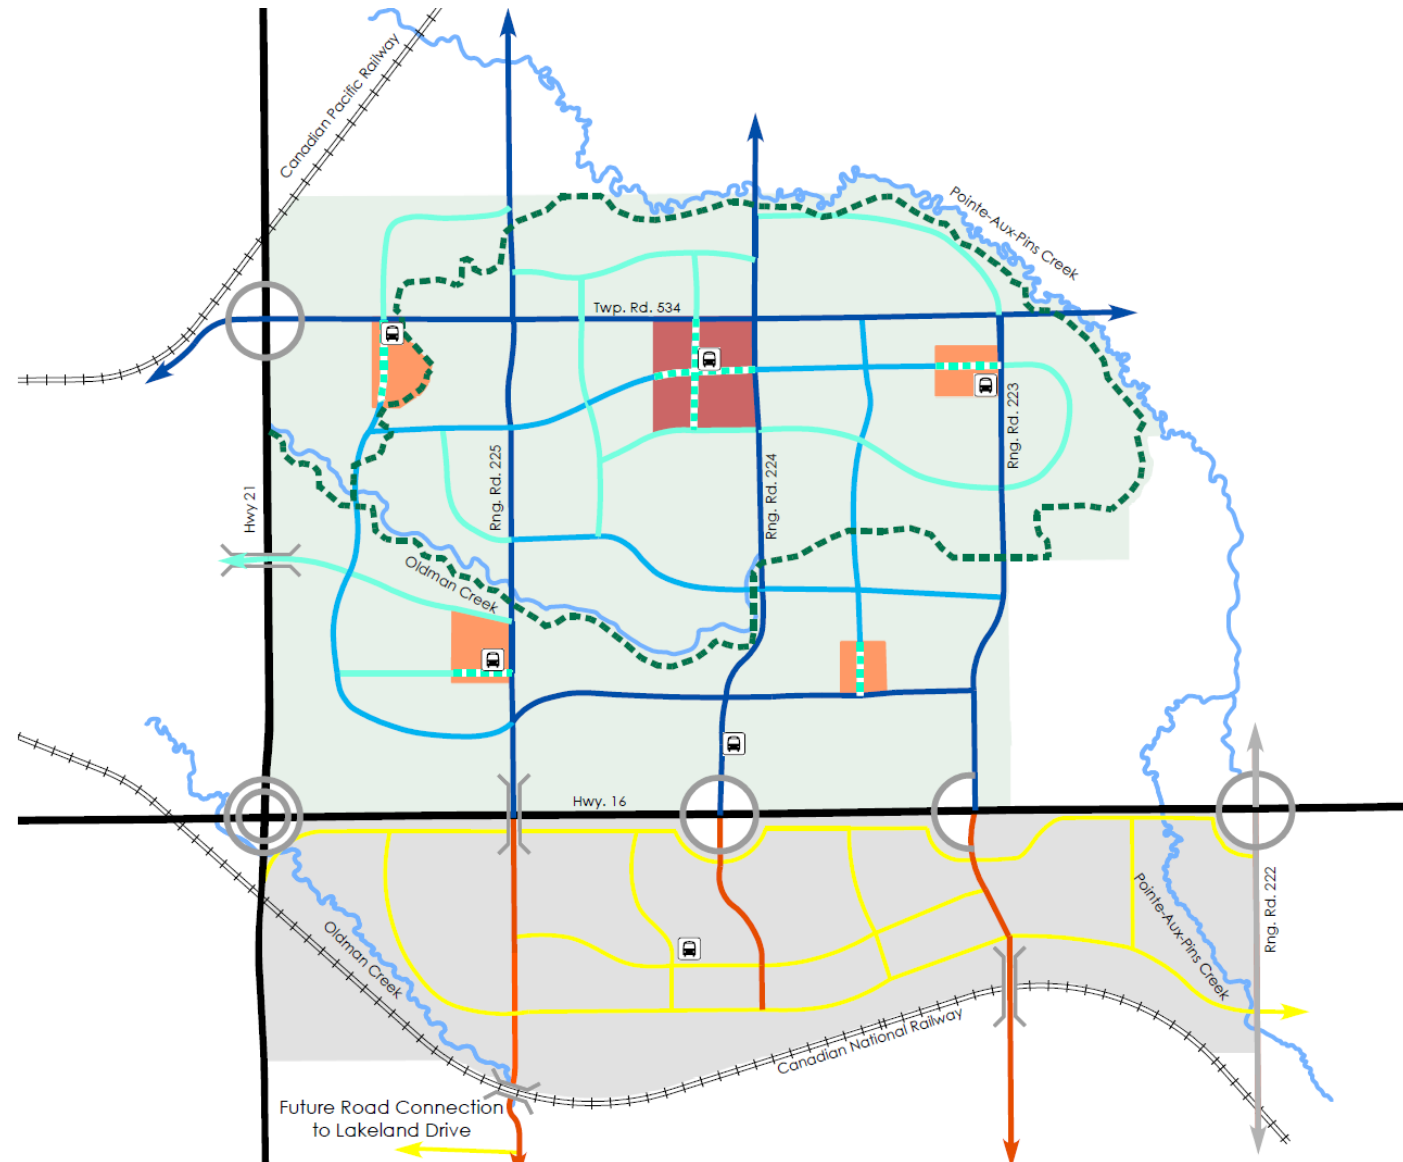 Canadian Pacific Railway
Pointe-Aux-Pins Creek
Twp. Rd. 534
Rng. Rd. 223
Rng. Rd. 225
Rng. Rd. 224
Hwy 21
Oldman Creek
Hwy. 16
Pointe-Aux-Pins Creek
Rng. Rd. 222
Oldman Creek
Canadian National Railway
Future Road Connection
to Lakeland Drive